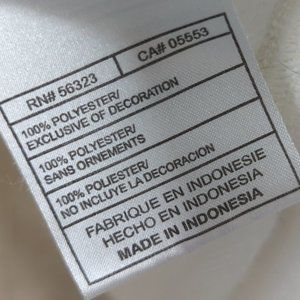 RN# 56323 CA# 05553
100% POLYESTER/
EXCLUSIVE OF DECORATION
100% POLYESTER/
SANS ORNEMENTS
100% POLIESTER/
NO INCLUYE LA DECORACION
FABRIQUE EN INDONESIE
HECHO EN INDONESIA
MADE IN INDONESIA